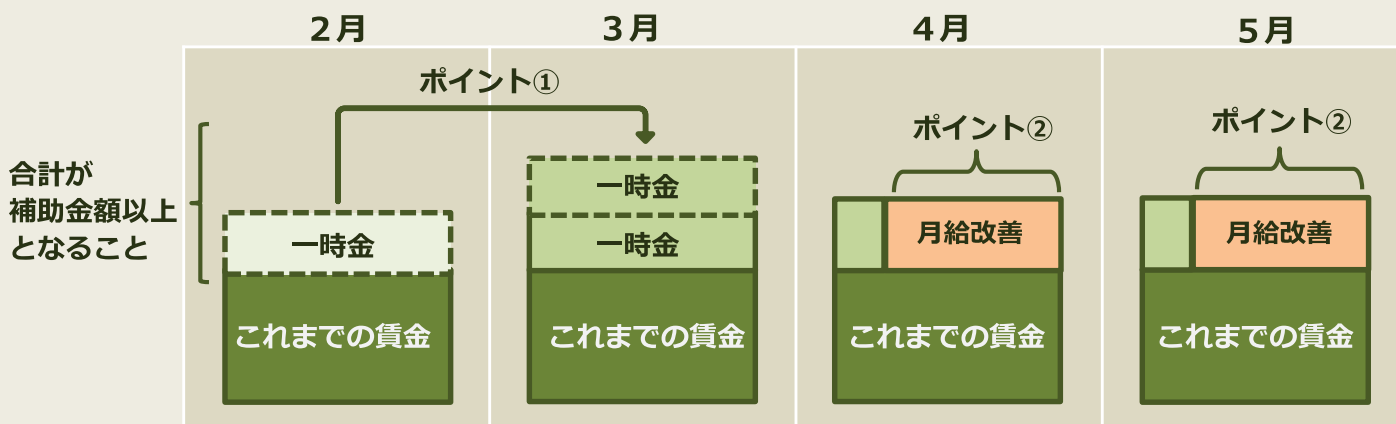 ２月
３月
４月
５月
合計が
補助金額以上
となること
ポイント①
一時金
これまでの賃金
一時金
一時金
これまでの賃金
ポイント②
月給改善
これまでの賃金
ポイント②
月給改善
これまでの賃金